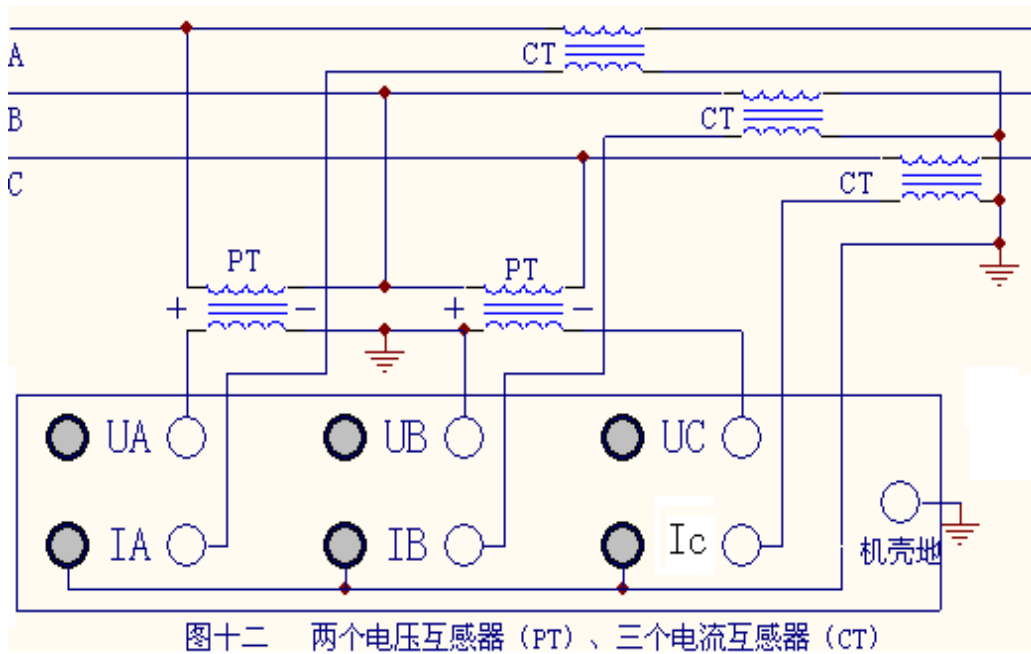 CT
A
CT
B
CT
C
PT
PT
+ −
+ −
UA UB UC
IA IB Ic
机壳地
图十二 两个电压互感器（PT）、三个电流互感器（CT）